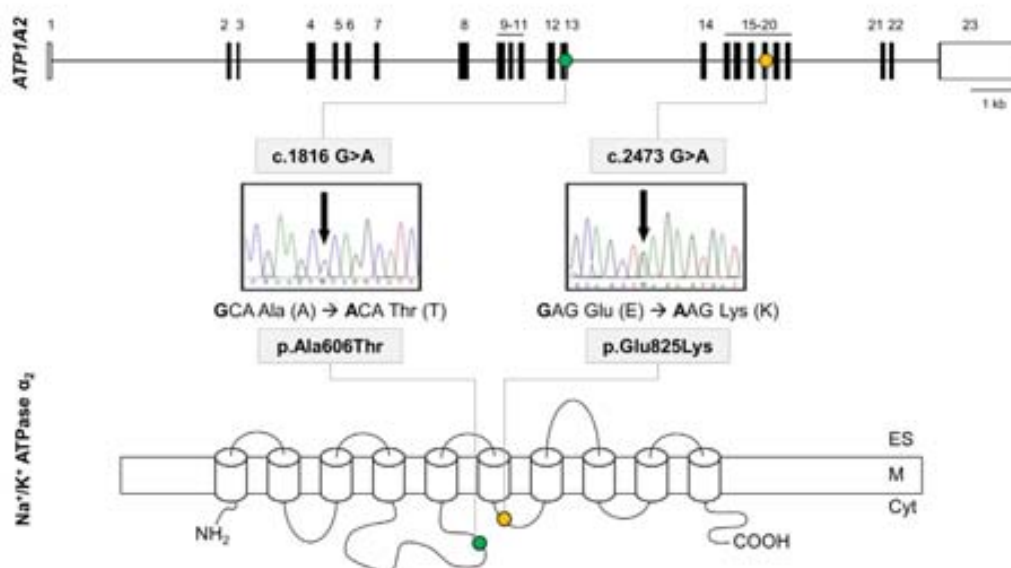 1 2 3 4 5 6 7 8 9-11 12 13 14 15-20 21 22 23
ATP1A2
1 kb
c.1816 G>A c.2473 G>A
GCA Ala (A) → ACA Thr (T) GAG Glu (E) → AAG Lys (K)
p.Ala606Thr p.Glu825Lys
Na⁺/K⁺ ATPase α₂
ES
M
Cyt
NH₂
COOH